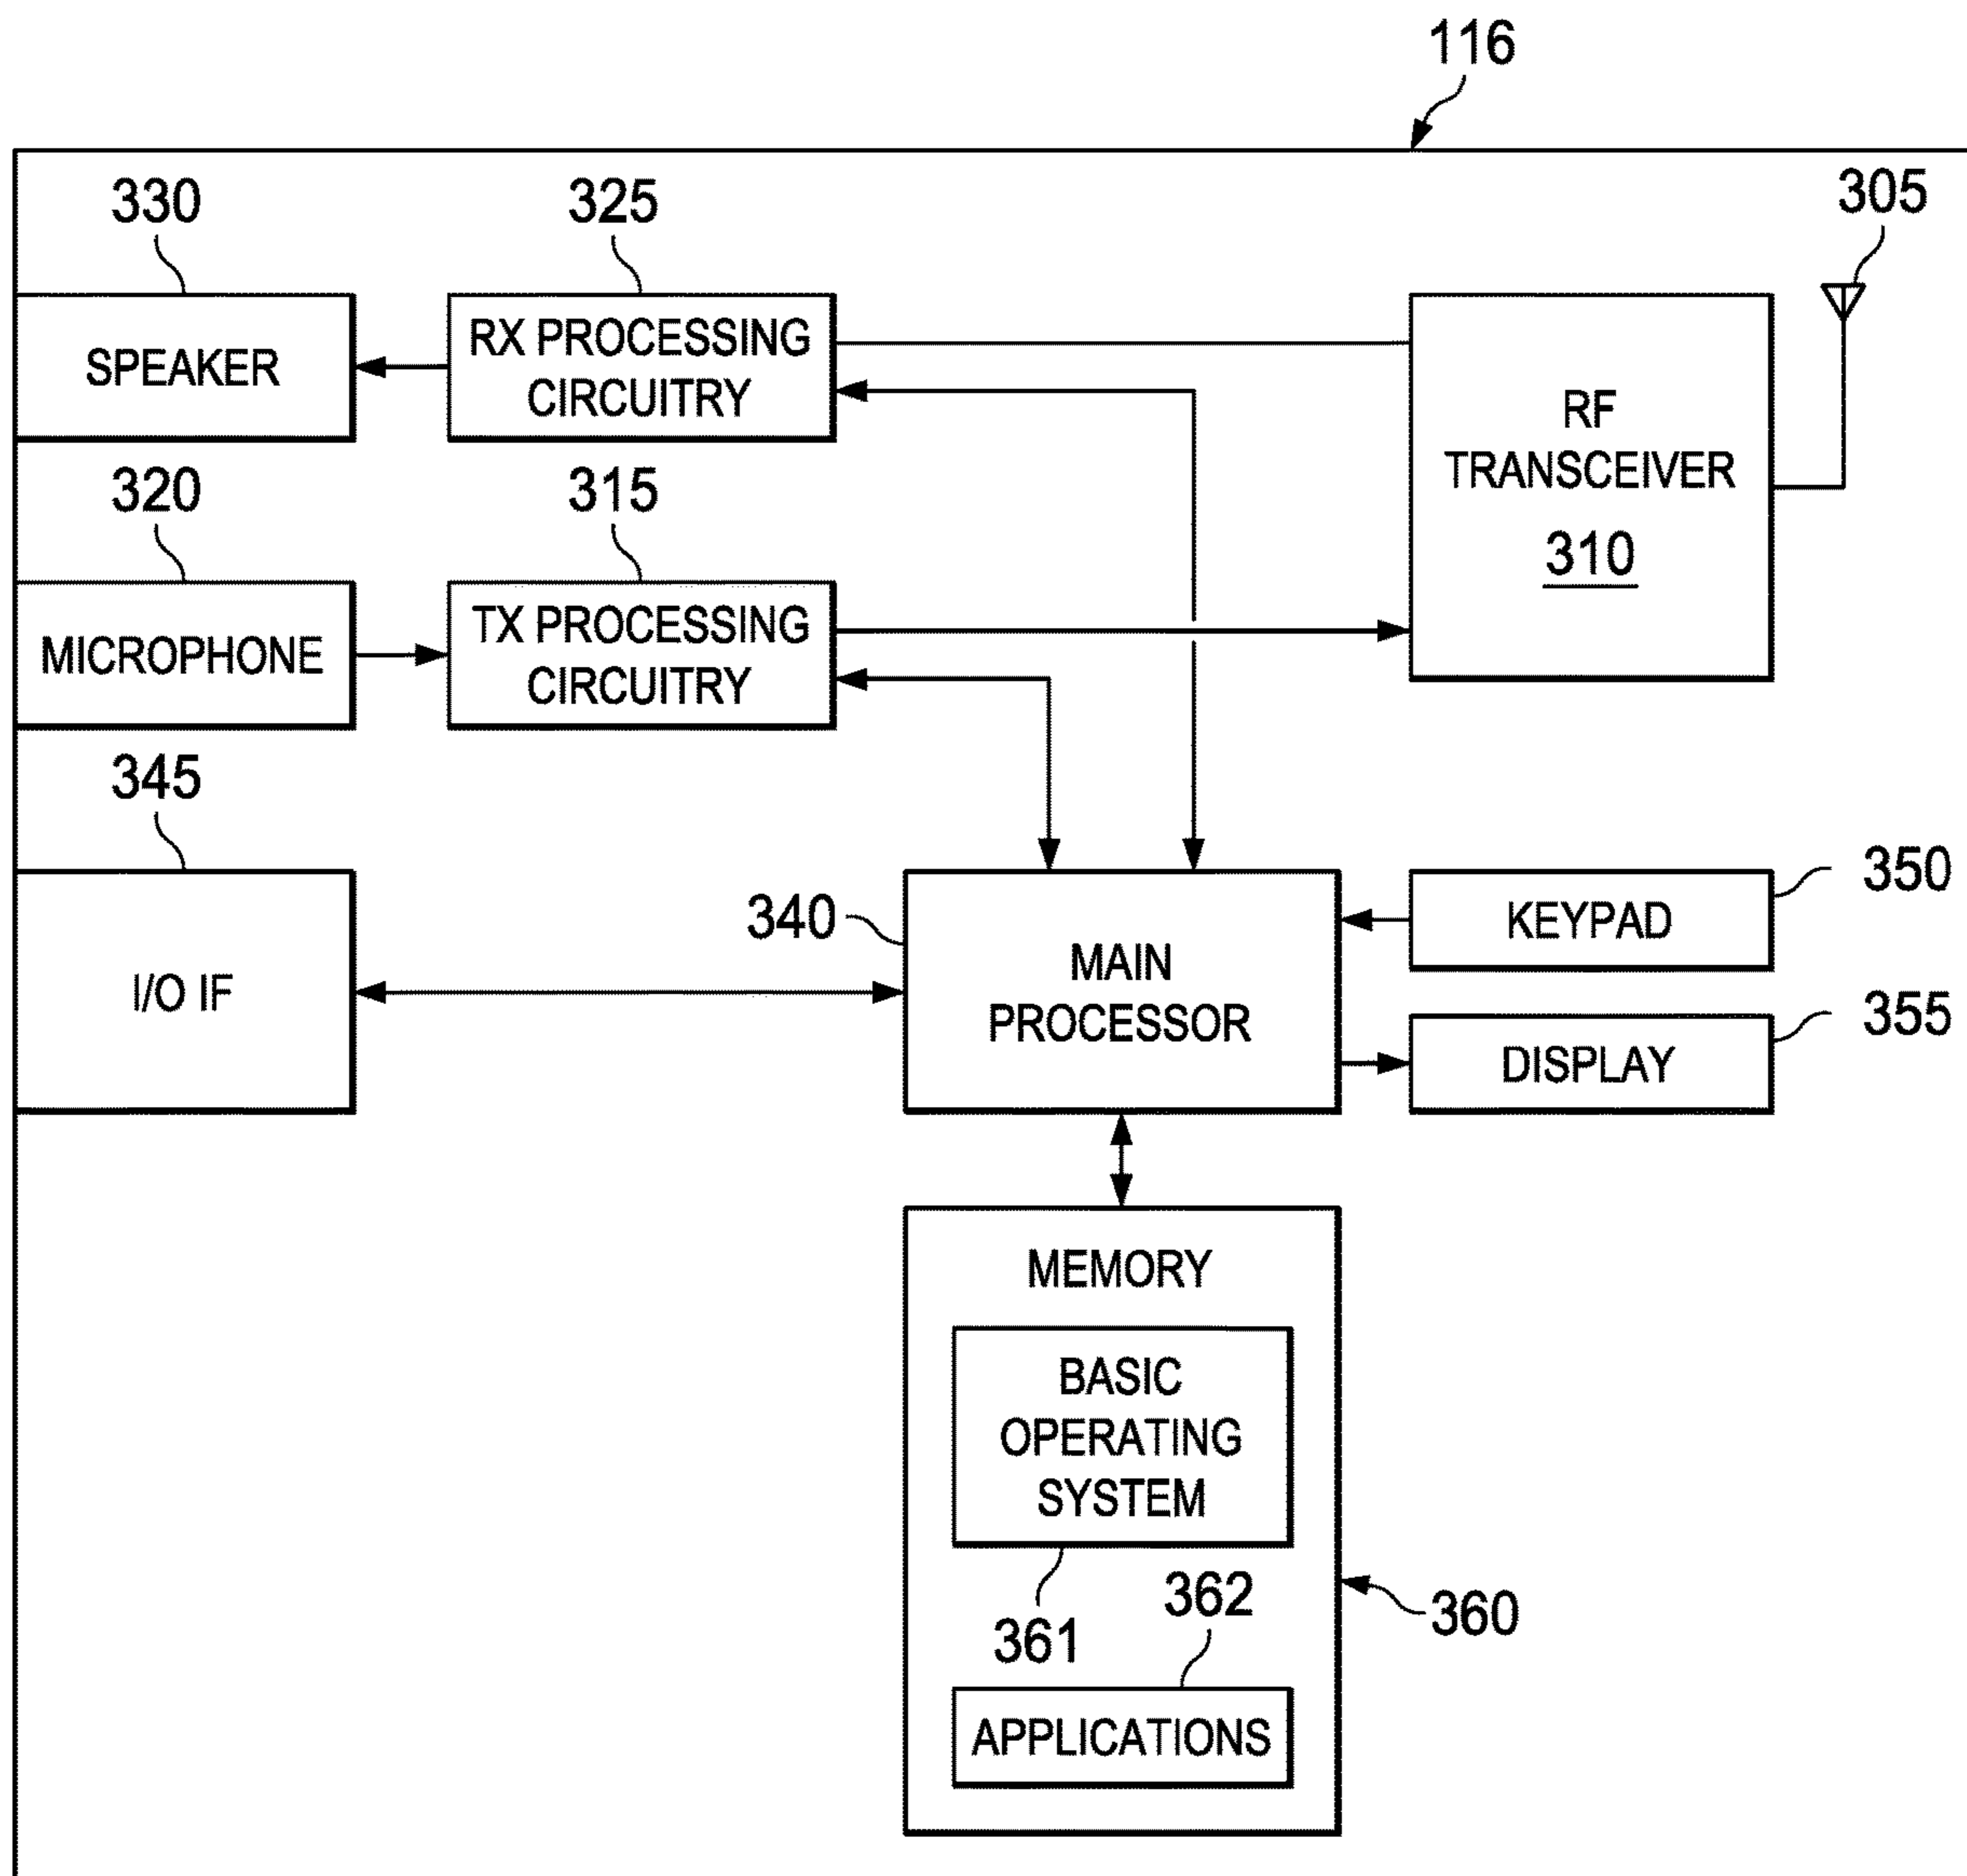 116
330
325
305
SPEAKER
RX PROCESSING
CIRCUITRY
RF
TRANSCEIVER
310
320
315
MICROPHONE
TX PROCESSING
CIRCUITRY
345
I/O IF
340
MAIN
PROCESSOR
350
KEYPAD
355
DISPLAY
MEMORY
BASIC
OPERATING
SYSTEM
361
362
360
APPLICATIONS